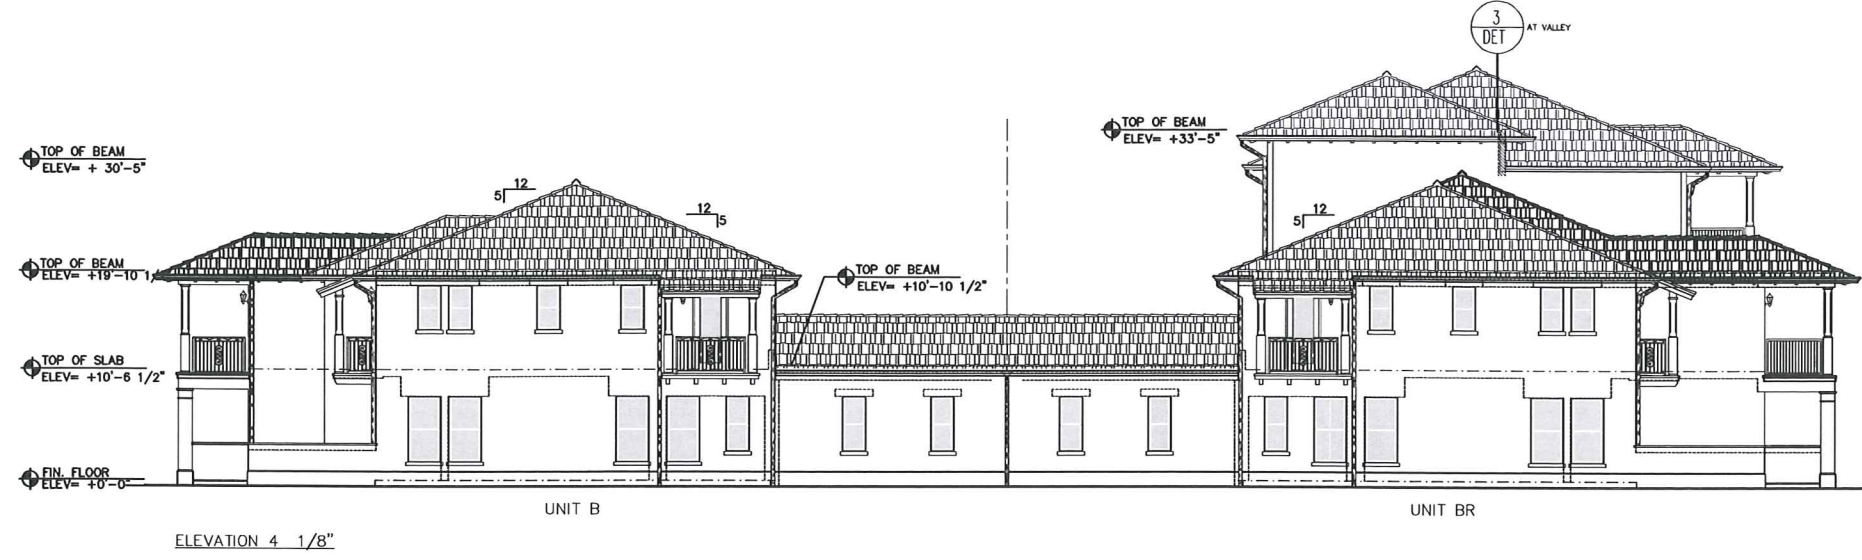 3
DET
AT VALLEY
TOP OF BEAM
ELEV= +33'-5"
TOP OF BEAM
ELEV= + 30'-5"
12
5
12
5
12
5
TOP OF BEAM
ELEV= +19'-10 1/
TOP OF BEAM
ELEV= +10'-10 1/2"
TOP OF SLAB
ELEV= +10'-6 1/2"
FIN. FLOOR
ELEV= +0'-0"
UNIT B
UNIT BR
ELEVATION 4 1/8"